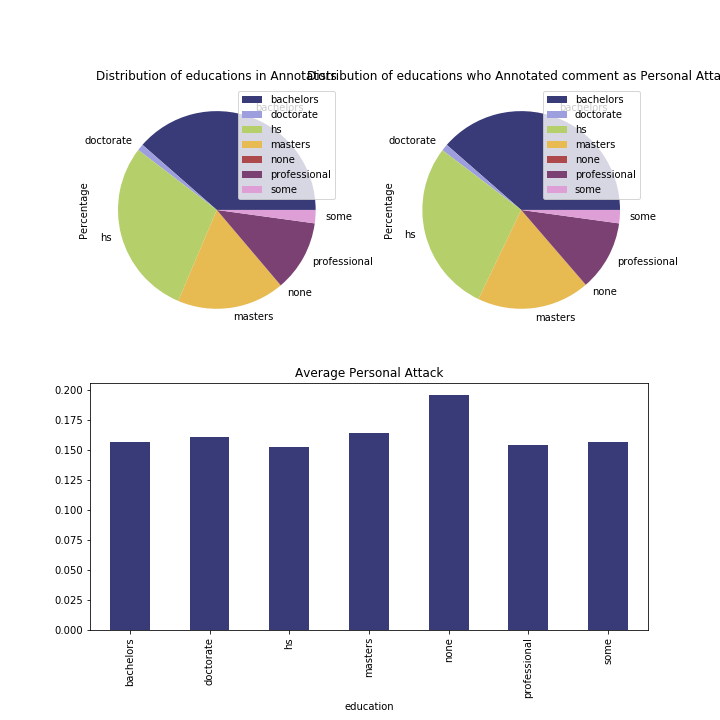 Distribution of educations in Annotators
Distribution of educations who Annotated comment as Personal Atta
bachelors
doctorate
hs
masters
none
professional
some
bachelors
doctorate
hs
masters
none
professional
some
Percentage
bachelors
doctorate
hs
masters
none
professional
some
bachelors
doctorate
hs
masters
none
professional
some
Percentage
Average Personal Attack
0.200
0.175
0.150
0.125
0.100
0.075
0.050
0.025
0.000
bachelors
doctorate
hs
masters
none
professional
some
education